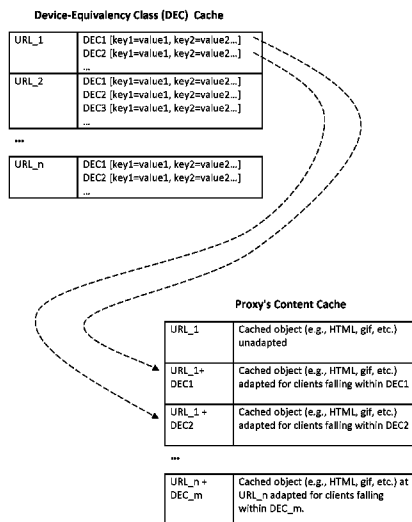 Device-Equivalency Class (DEC) Cache
URL_1
DEC1 [key1=value1, key2=value2...]
DEC2 [key1=value1, key2=value2...]
...
URL_2
DEC1 [key1=value1, key2=value2...]
DEC2 [key1=value1, key2=value2...]
DEC3 [key1=value1, key2=value2...]
...
...
URL_n
DEC1 [key1=value1, key2=value2...]
DEC2 [key1=value1, key2=value2...]
...
Proxy's Content Cache
URL_1
Cached object (e.g., HTML, gif, etc.)
unadapted
URL_1+
DEC1
Cached object (e.g., HTML, gif, etc.)
adapted for clients falling within DEC1
URL_1 +
DEC2
Cached object (e.g., HTML, gif, etc.)
adapted for clients falling within DEC2
...
URL_n +
DEC_m
Cached object (e.g., HTML, gif, etc.) at
URL_n adapted for clients falling
within DEC_m.